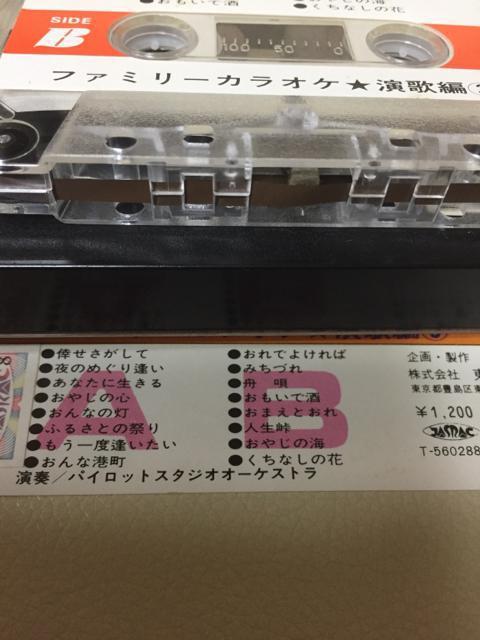 ●おもいで酒
●くちなしの花
SIDE
B
100 50 0
ファミリーカラオケ★演歌編
●倖せさがして
●夜のめぐり逢い
●あなたに生きる
●おやじの心
●おんなの灯
●ふるさとの祭り
●もう一度逢いたい
●おんな港町
A
●おれでよければ
●みちづれ
●舟 唄
●おもいで酒
●おまえとおれ
●人生峠
●おやじの海
●くちなしの花
B
演奏/パイロットスタジオオーケストラ
企画・製作
株式会社
東京都豊島区
¥1,200
JASRAC
T-560288